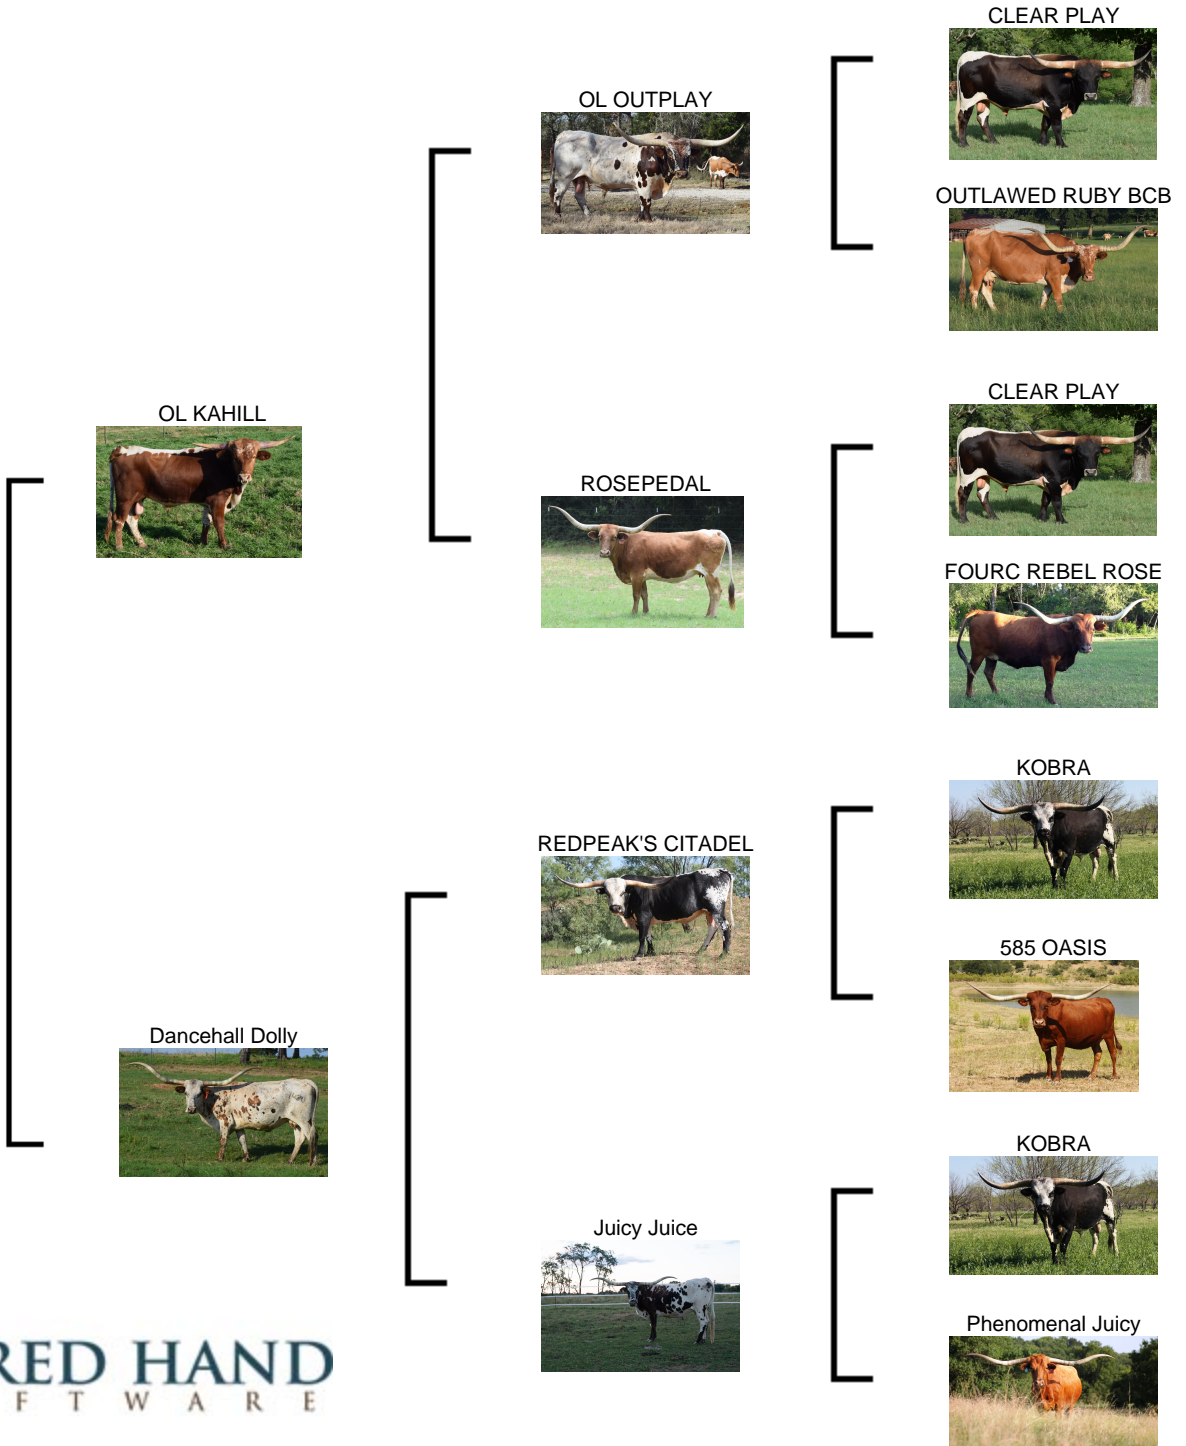 CLEAR PLAY
OL OUTPLAY
OUTLAWED RUBY BCB
CLEAR PLAY
OL KAHILL
ROSEPEDAL
FOURC REBEL ROSE
KOBRA
REDPEAK'S CITADEL
585 OASIS
Dancehall Dolly
KOBRA
Juicy Juice
Phenomenal Juicy
RED HAND
F T W A R E